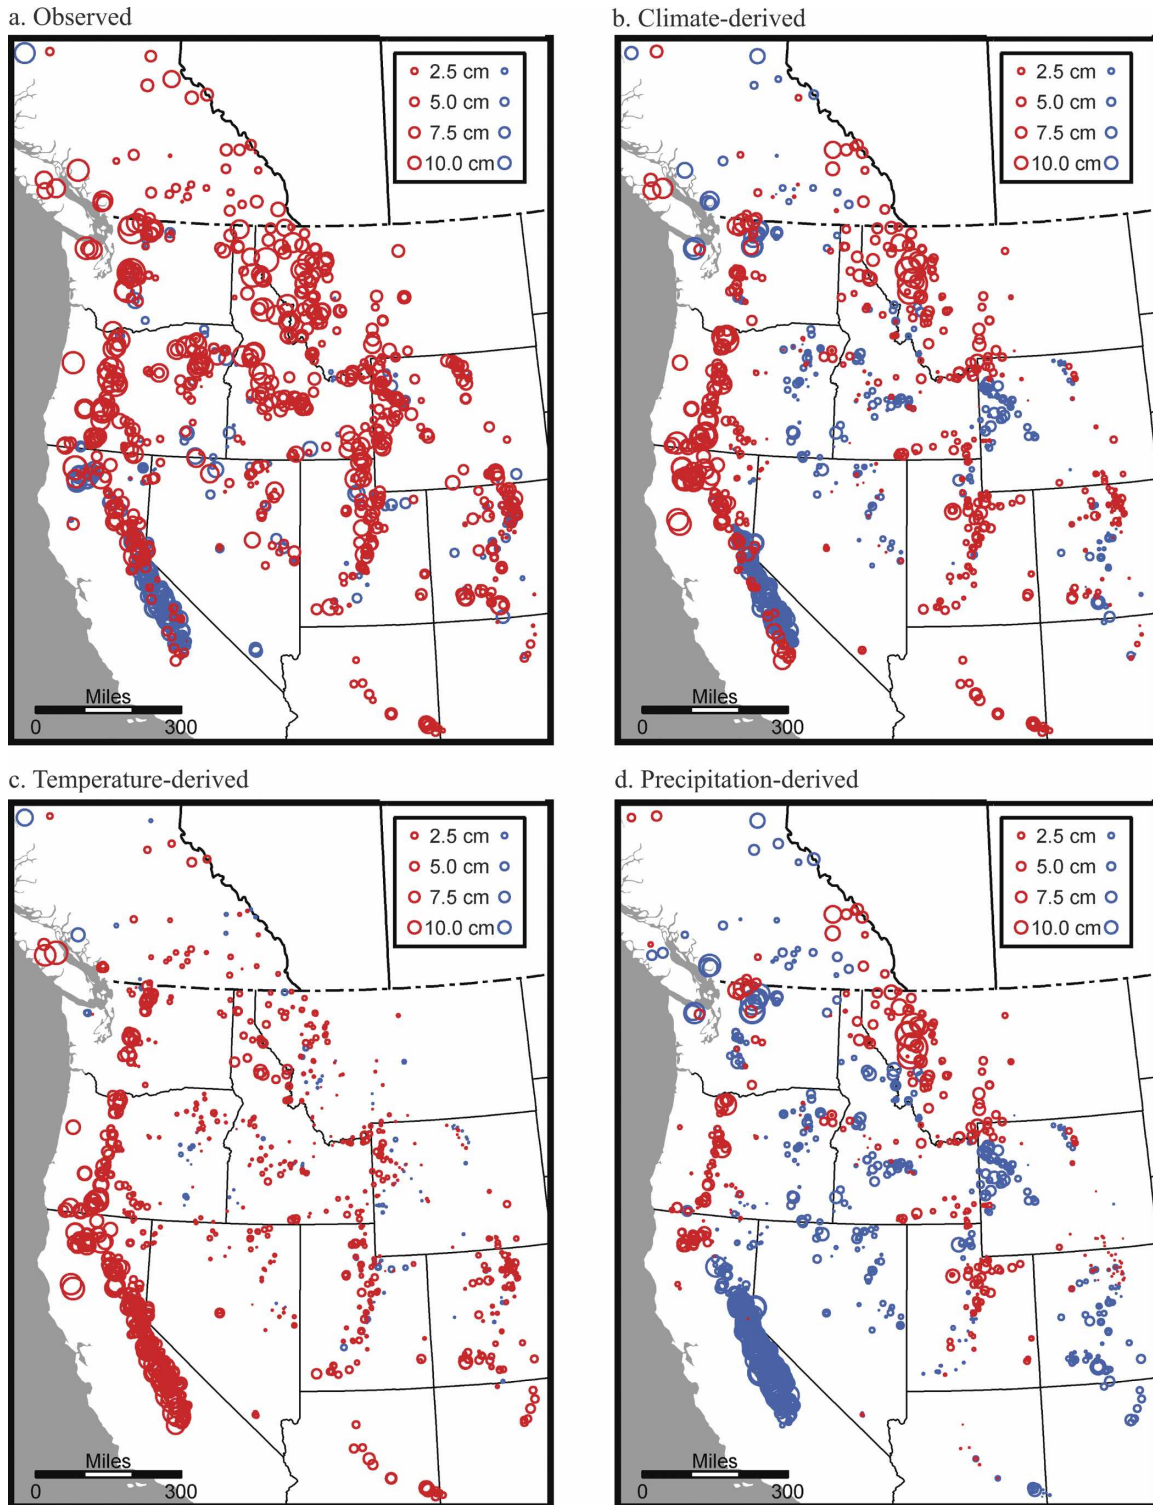 a. Observed
2.5 cm
5.0 cm
7.5 cm
10.0 cm
Miles
0 300
b. Climate-derived
2.5 cm
5.0 cm
7.5 cm
10.0 cm
Miles
0 300
c. Temperature-derived
2.5 cm
5.0 cm
7.5 cm
10.0 cm
Miles
0 300
d. Precipitation-derived
2.5 cm
5.0 cm
7.5 cm
10.0 cm
Miles
0 300